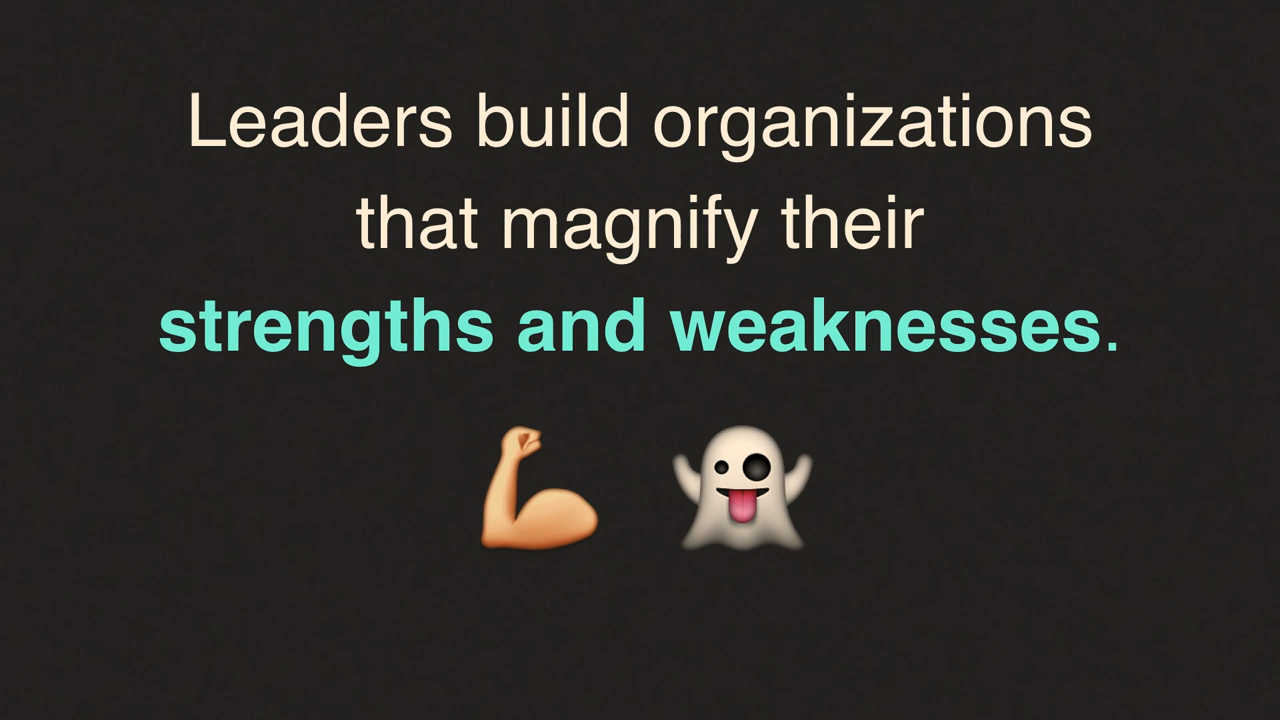 Leaders build organizations
that magnify their
strengths and weaknesses.